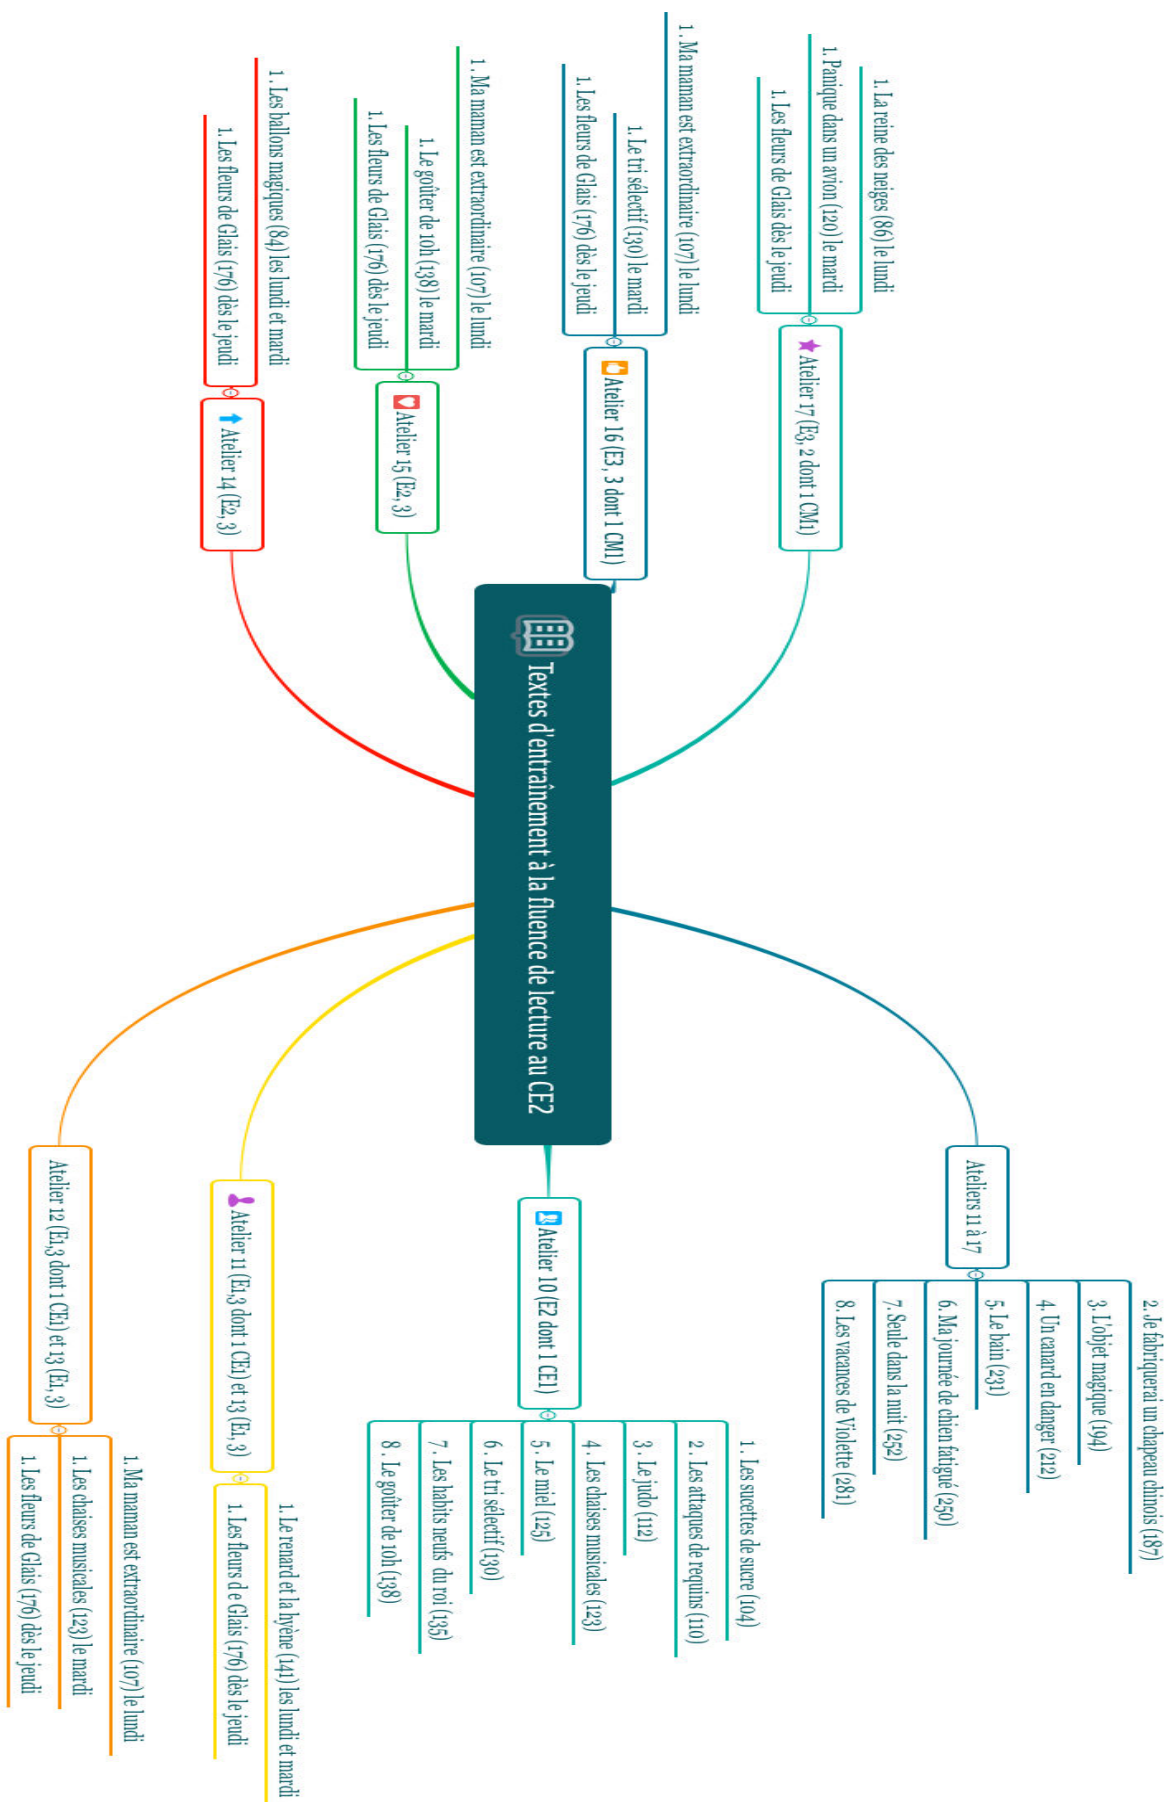 Textes d'entraînement à la fluence de lecture au CE2
Ateliers 11 à 17
2. Je fabriquerai un chapeau chinois (187)
3. L'objet magique (194)
4. Un canard en danger (212)
5. Le bain (231)
6. Ma journée de chien fatigué (250)
7. Seule dans la nuit (252)
8. Les vacances de Violette (281)
Atelier 10 (E2 dont 1 CE1)
1. Les sucettes de sucre (104)
2. Les attaques de requins (110)
3. Le judo (112)
4. Les chaises musicales (123)
5. Le miel (125)
6. Le tri sélectif (130)
7. Les habits neufs du roi (135)
8. Le goûter de 10h (138)
Atelier 11 (E1,3 dont 1 CE1) et 13 (E1, 3)
1. Le renard et la hyène (141) les lundi et mardi
1. Les fleurs d e Glais (176) dès le jeudi
Atelier 12 (E1,3 dont 1 CE1) et 13 (E1, 3)
1. Ma maman est extraordinaire (107) le lundi
1. Les chaises musicales (123) le mardi
1. Les fleurs de Glais (176) dès le jeudi
Atelier 17 (E3, 2 dont 1 CM1)
1. La reine des neiges (86) le lundi
1. Panique dans un avion (120) le mardi
1. Les fleurs de Glais dès le jeudi
Atelier 16 (E3, 3 dont 1 CM1)
1. Ma maman est extraordinaire (107) le lundi
1. Le tri sélectif (130) le mardi
1. Les fleurs de Glais (176) dès le jeudi
Atelier 15 (E2, 3)
1. Ma maman est extraordinaire (107) le lundi
1. Le goûter de 10h (138) le mardi
1. Les fleurs de Glais (176) dès le jeudi
Atelier 14 (E2, 3)
1. Les ballons magiques (84) les lundi et mardi
1. Les fleurs de Glais (176) dès le jeudi